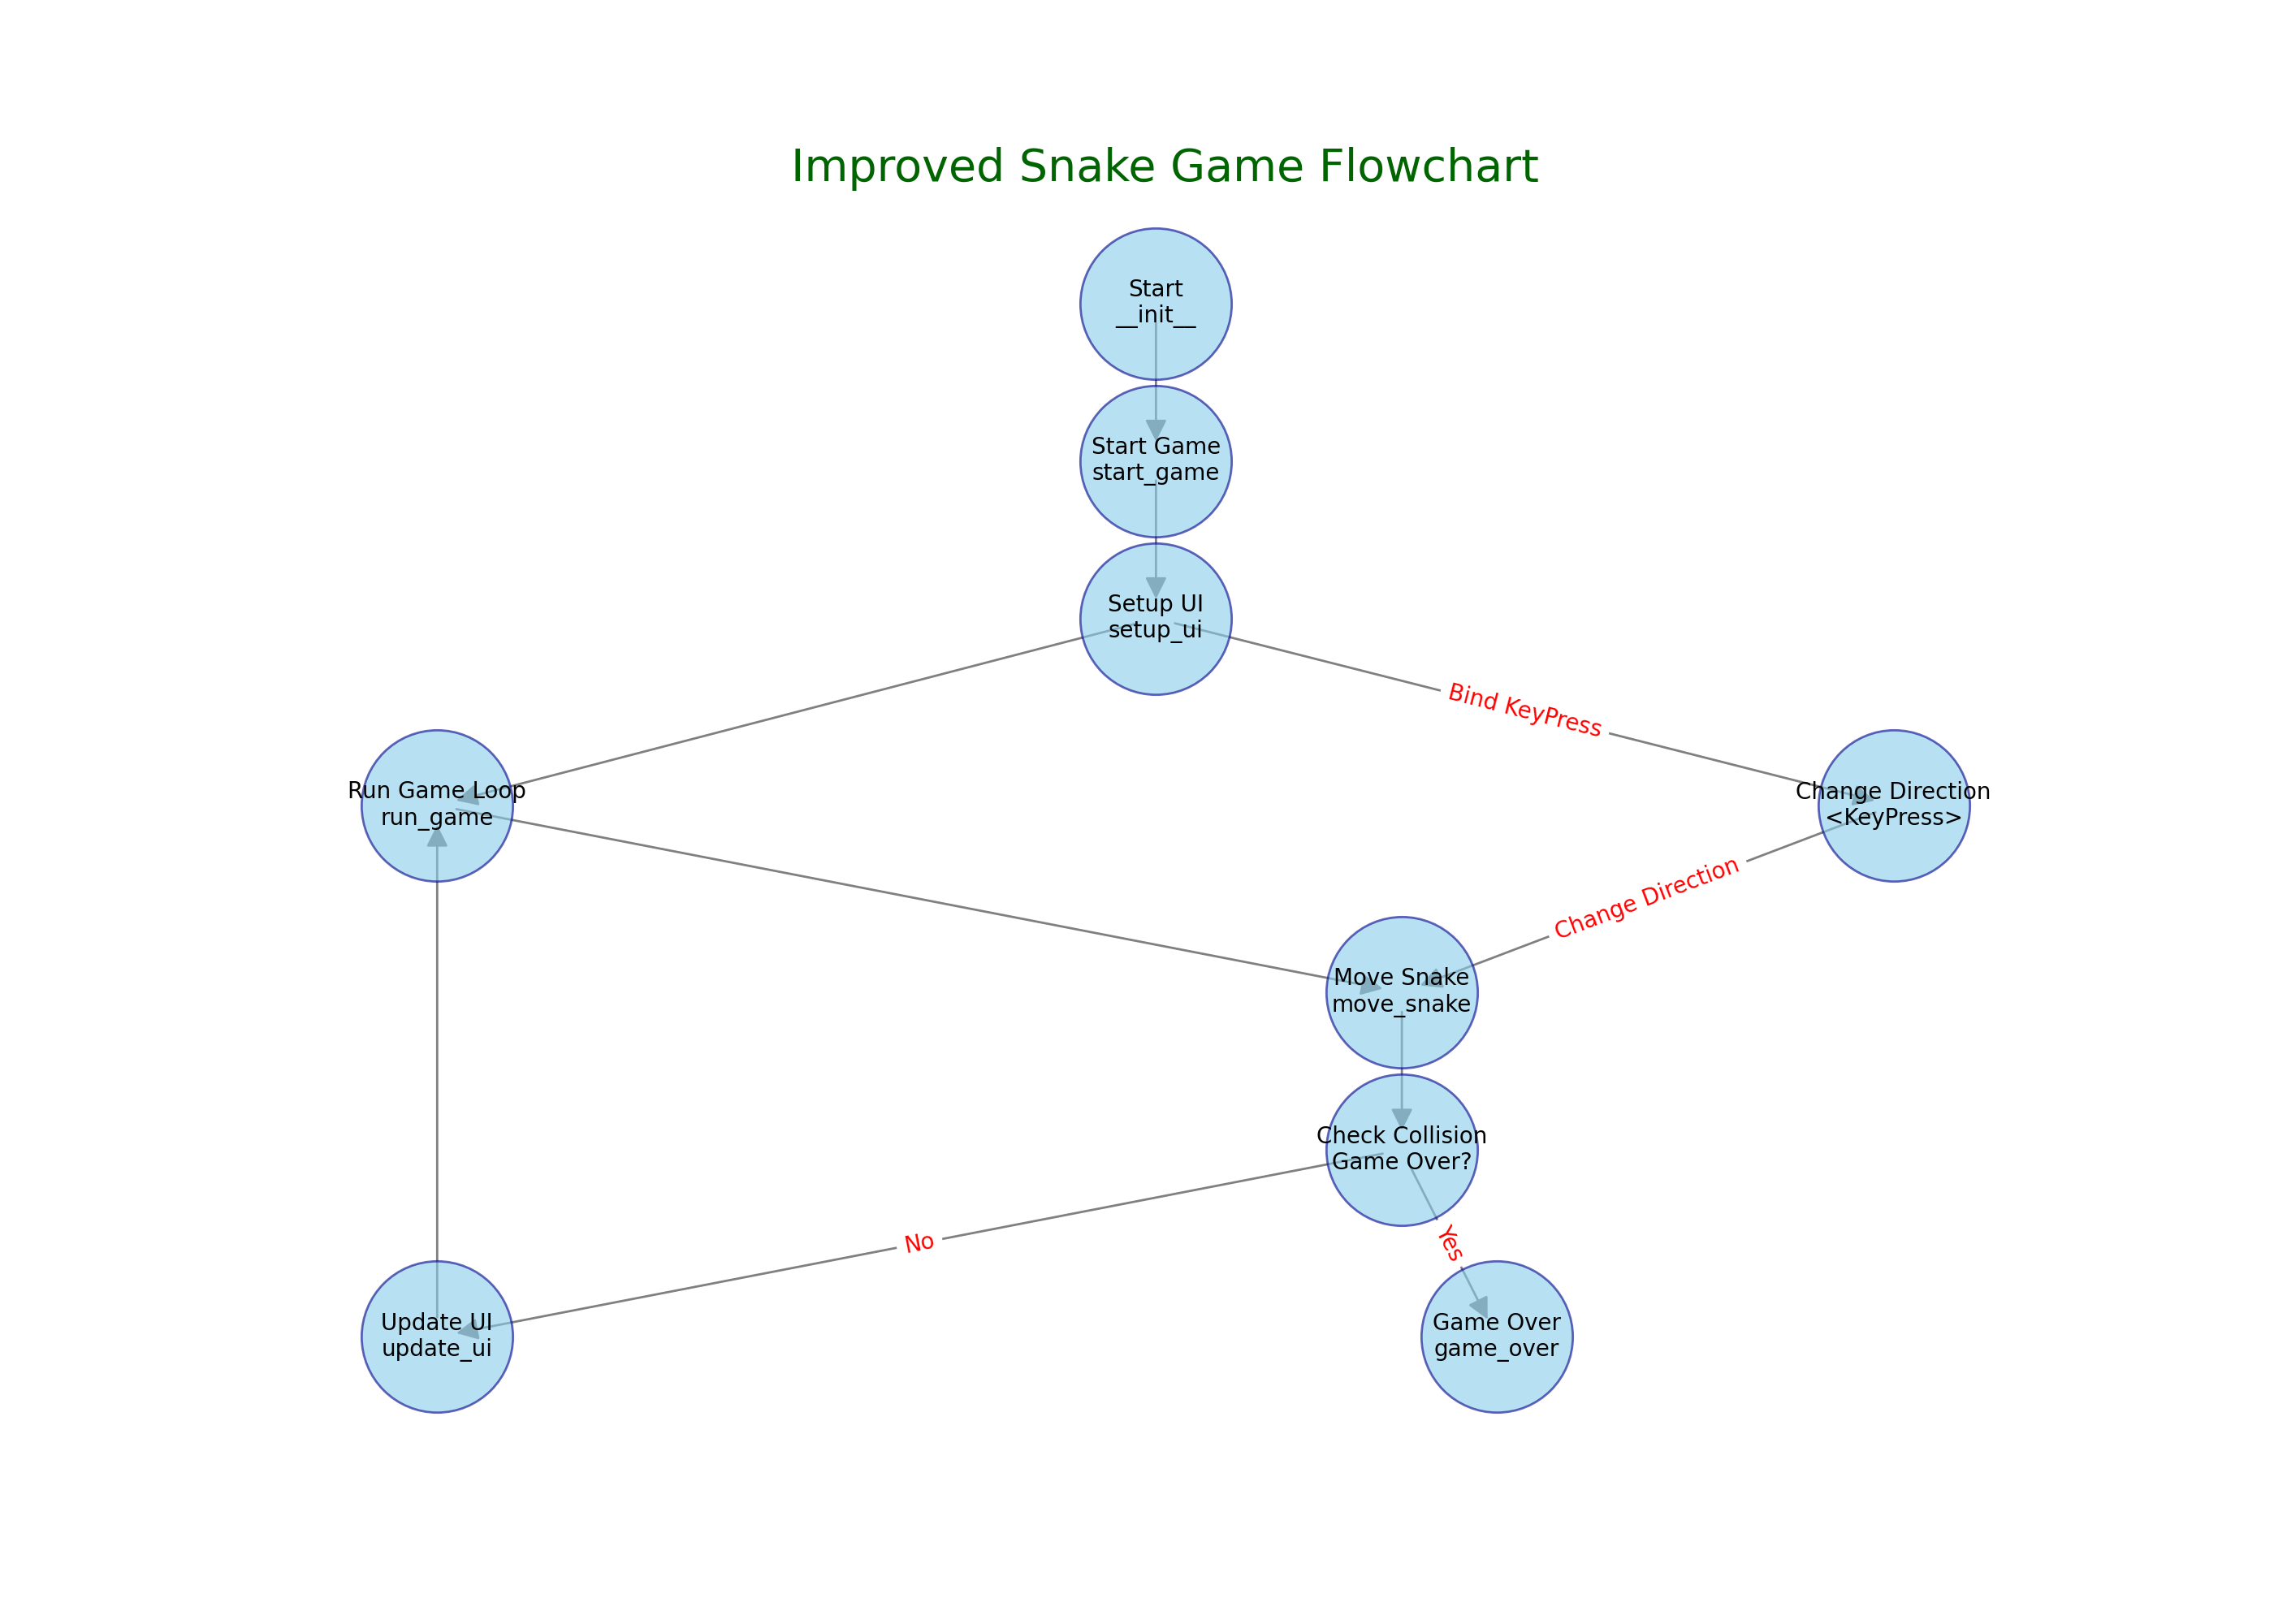 Improved Snake Game Flowchart
Start
__init__
Start Game
start_game
Setup UI
setup_ui
Bind KeyPress
Run Game Loop
run_game
Change Direction
<KeyPress>
Change Direction
Move Snake
move_snake
Check Collision
Game Over?
No
Yes
Update UI
update_ui
Game Over
game_over